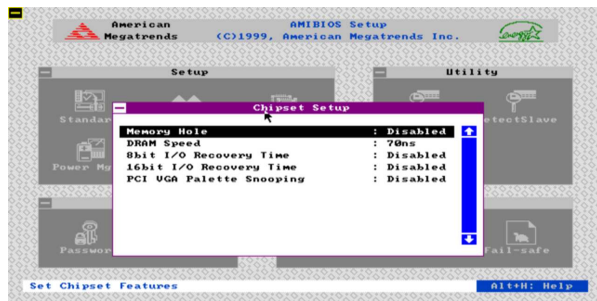 American Megatrends
AMIBIOS Setup
(C)1999, American Megatrends Inc.
energy
Setup
Utility
Standar
etectSlave
Chipset Setup
Memory Hole : Disabled
DRAM Speed : 70ns
8bit I/O Recovery Time : Disabled
16bit I/O Recovery Time : Disabled
PCI VGA Palette Snooping : Disabled
Power Mg
Passwor
Fail-safe
Set Chipset Features
Alt+H: Help